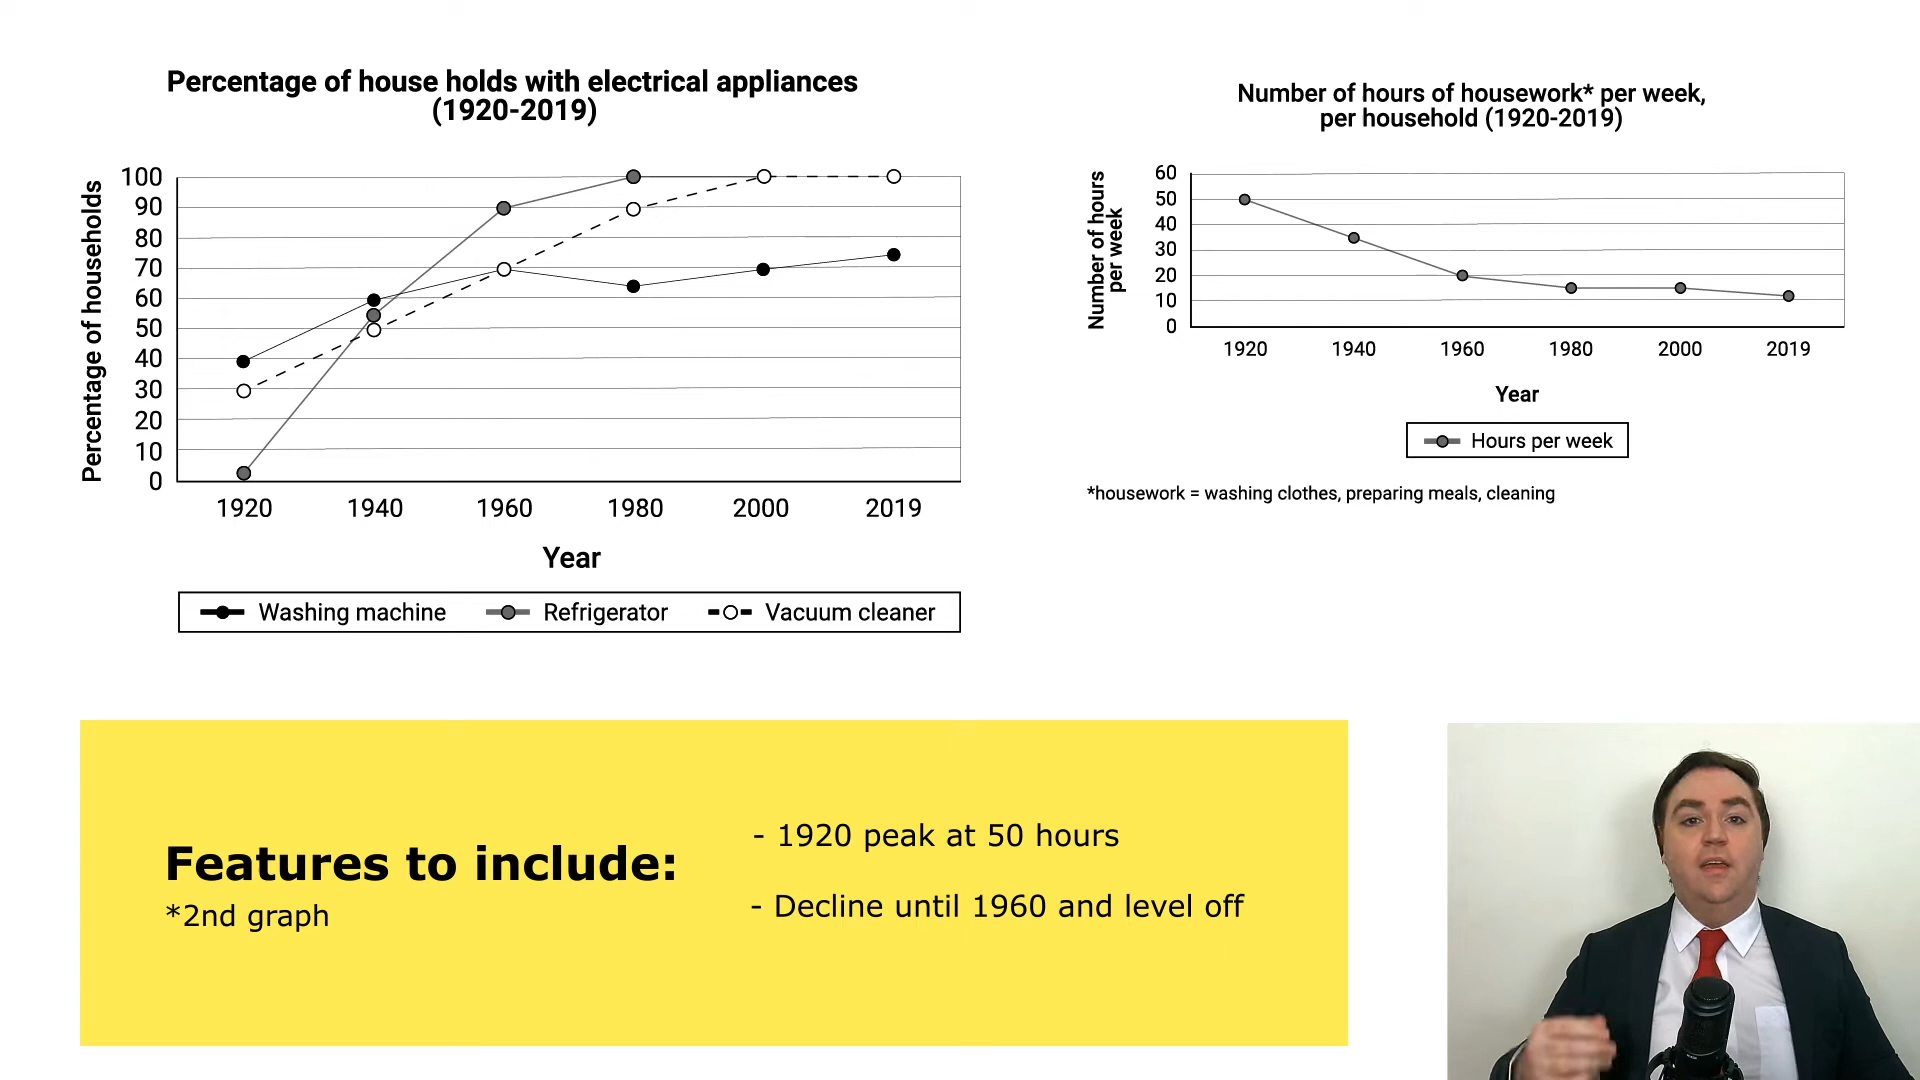 Percentage of house holds with electrical appliances
(1920-2019)
Percentage of households
100
90
80
70
60
50
40
30
20
10
0
1920 1940 1960 1980 2000 2019
Year
Washing machine Refrigerator Vacuum cleaner
Number of hours of housework* per week,
per household (1920-2019)
Number of hours
per week
60
50
40
30
20
10
0
1920 1940 1960 1980 2000 2019
Year
Hours per week
*housework = washing clothes, preparing meals, cleaning
Features to include:
*2nd graph
- 1920 peak at 50 hours
- Decline until 1960 and level off